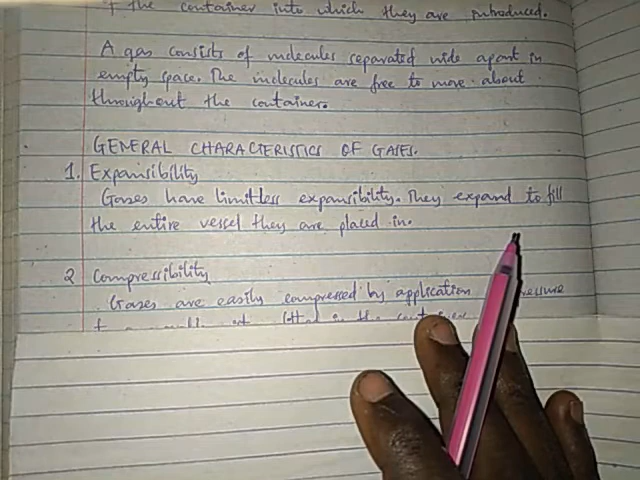 f the container into which they are introduced.
A gas consists of molecules separated wide apart in
empty space. The molecules are free to move about
throughout the container.
GENERAL CHARACTERISTICS OF GASES.
1. Expansibility
Gases have limitless expansibility. They expand to fill
the entire vessel they are placed in.
2 Compressibility
Gases are easily compressed by application